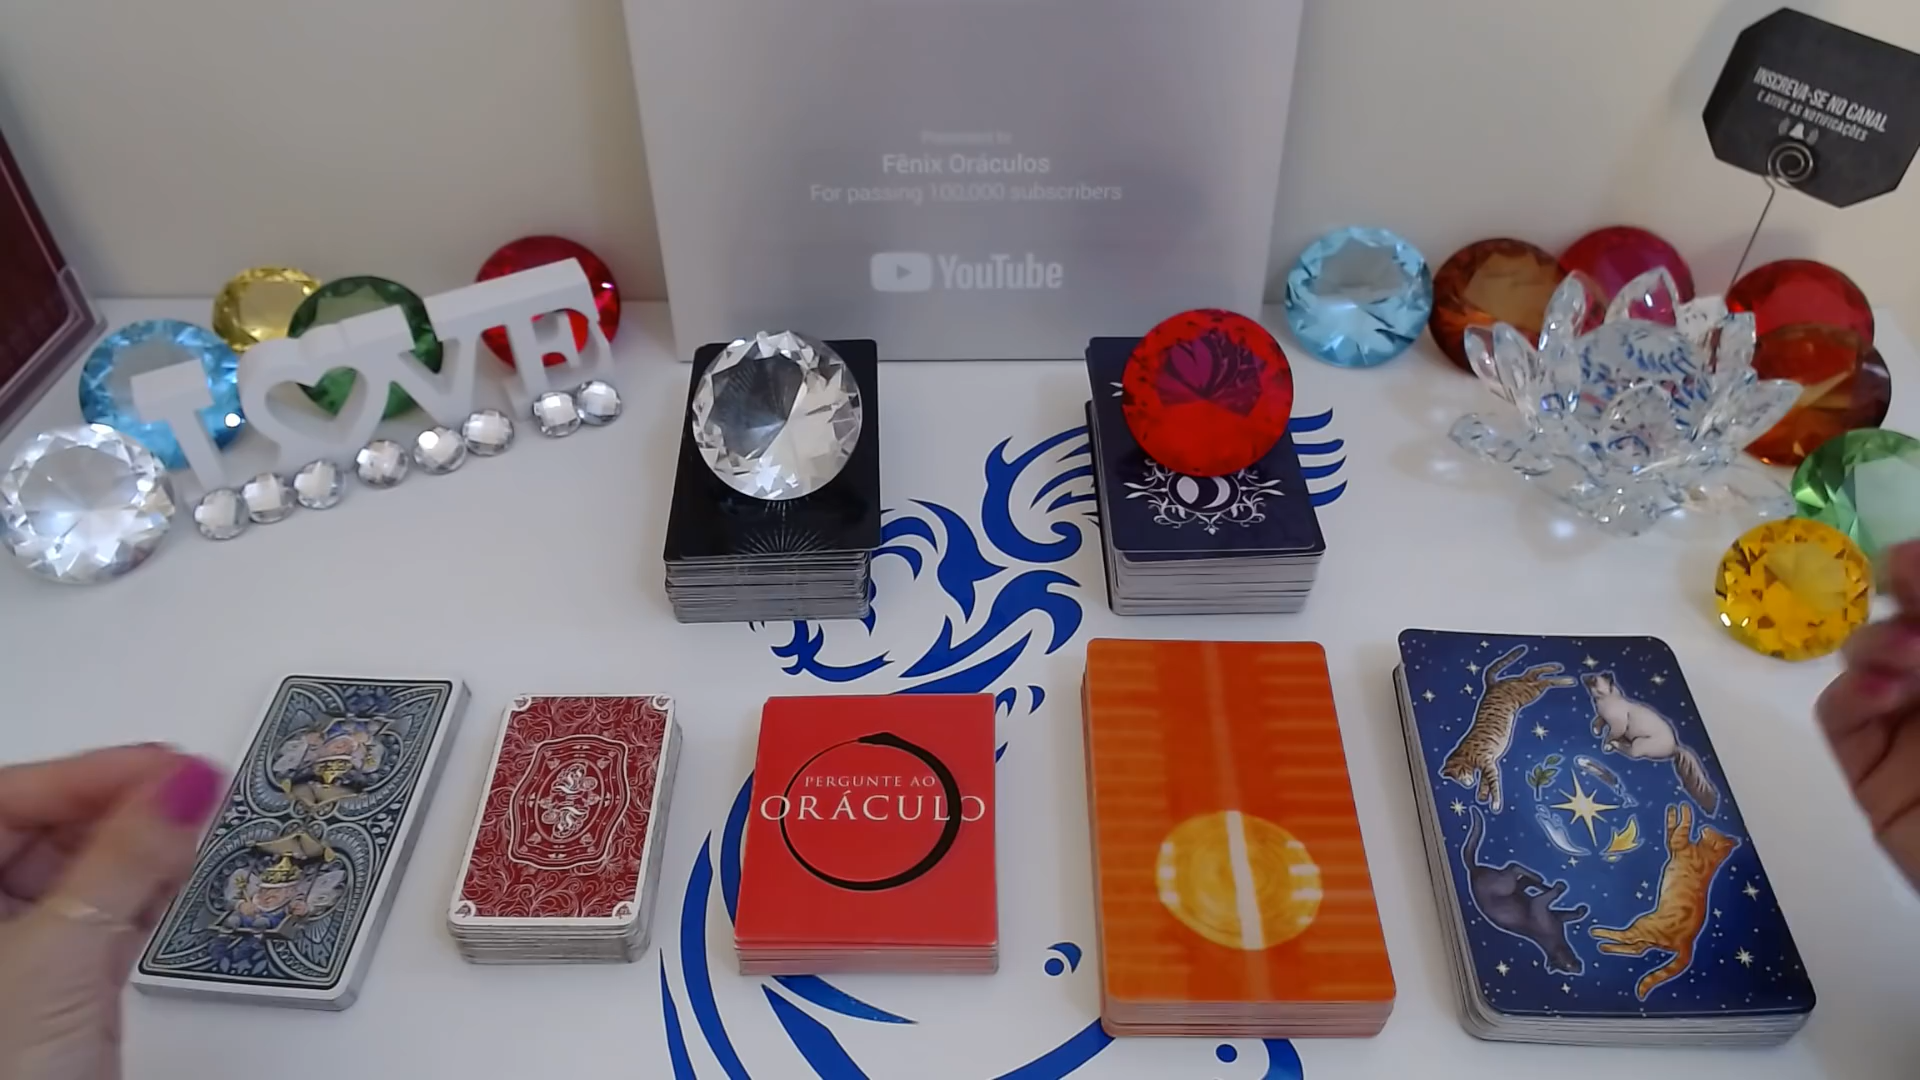 Presented to
Fênix Oráculos
For passing 100,000 subscribers
YouTube
INSCREVA-SE NO CANAL
E ATIVE AS NOTIFICAÇÕES
LOVE
PERGUNTE AO
ORÁCULO